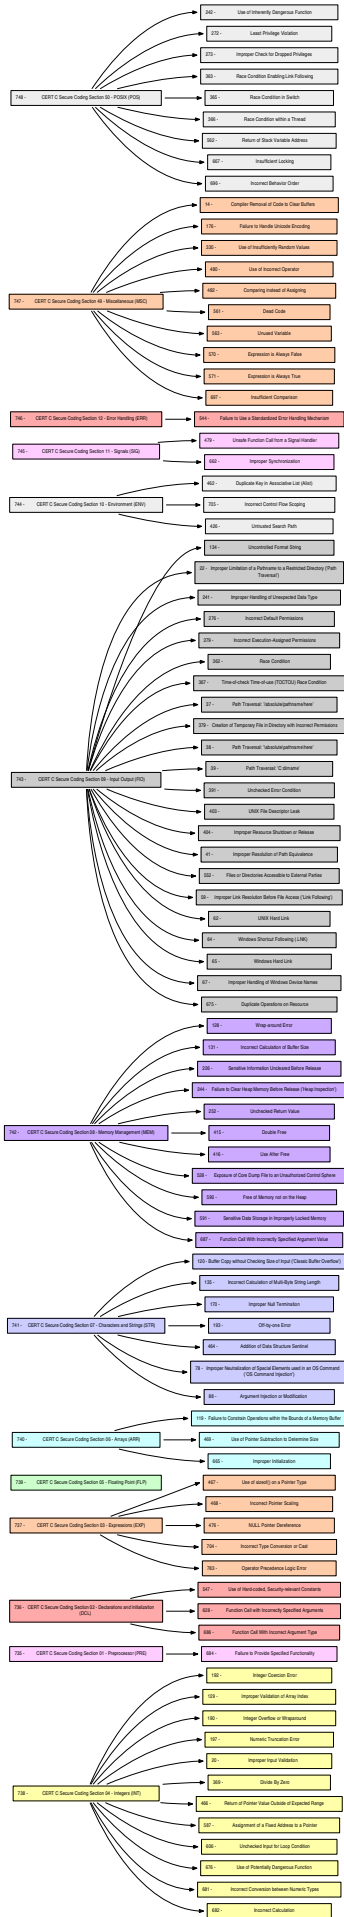 242 - Use of Inherently Dangerous Function
272 - Least Privilege Violation
273 - Improper Check for Dropped Privileges
363 - Race Condition Enabling Link Following
748 - CERT C Secure Coding Section 50 - POSIX (POS)
365 - Race Condition in Switch
366 - Race Condition within a Thread
562 - Return of Stack Variable Address
667 - Insufficient Locking
696 - Incorrect Behavior Order
14 - Compiler Removal of Code to Clear Buffers
176 - Failure to Handle Unicode Encoding
330 - Use of Insufficiently Random Values
480 - Use of Incorrect Operator
482 - Comparing instead of Assigning
747 - CERT C Secure Coding Section 49 - Miscellaneous (MSC)
561 - Dead Code
563 - Unused Variable
570 - Expression is Always False
571 - Expression is Always True
697 - Insufficient Comparison
746 - CERT C Secure Coding Section 12 - Error Handling (ERR)
544 - Failure to Use a Standardized Error Handling Mechanism
745 - CERT C Secure Coding Section 11 - Signals (SIG)
479 - Unsafe Function Call from a Signal Handler
662 - Improper Synchronization
462 - Duplicate Key in Associative List (Alist)
744 - CERT C Secure Coding Section 10 - Environment (ENV)
705 - Incorrect Control Flow Scoping
426 - Untrusted Search Path
134 - Uncontrolled Format String
22 - Improper Limitation of a Pathname to a Restricted Directory ('Path
Traversal')
241 - Improper Handling of Unexpected Data Type
276 - Incorrect Default Permissions
279 - Incorrect Execution-Assigned Permissions
362 - Race Condition
367 - Time-of-check Time-of-use (TOCTOU) Race Condition
37 - Path Traversal: '/absolute/pathname/here'
379 - Creation of Temporary File in Directory with Incorrect Permissions
38 - Path Traversal: '\absolute\pathname\here'
39 - Path Traversal: 'C:dirname'
743 - CERT C Secure Coding Section 09 - Input Output (FIO)
391 - Unchecked Error Condition
403 - UNIX File Descriptor Leak
404 - Improper Resource Shutdown or Release
41 - Improper Resolution of Path Equivalence
552 - Files or Directories Accessible to External Parties
59 - Improper Link Resolution Before File Access ('Link Following')
62 - UNIX Hard Link
64 - Windows Shortcut Following (.LNK)
65 - Windows Hard Link
67 - Improper Handling of Windows Device Names
675 - Duplicate Operations on Resource
128 - Wrap-around Error
131 - Incorrect Calculation of Buffer Size
226 - Sensitive Information Uncleared Before Release
244 - Failure to Clear Heap Memory Before Release ('Heap Inspection')
252 - Unchecked Return Value
742 - CERT C Secure Coding Section 08 - Memory Management (MEM)
415 - Double Free
416 - Use After Free
528 - Exposure of Core Dump File to an Unauthorized Control Sphere
590 - Free of Memory not on the Heap
591 - Sensitive Data Storage in Improperly Locked Memory
687 - Function Call With Incorrectly Specified Argument Value
120 - Buffer Copy without Checking Size of Input ('Classic Buffer Overflow')
135 - Incorrect Calculation of Multi-Byte String Length
170 - Improper Null Termination
741 - CERT C Secure Coding Section 07 - Characters and Strings (STR)
193 - Off-by-one Error
464 - Addition of Data Structure Sentinel
78 - Improper Neutralization of Special Elements used in an OS Command
('OS Command Injection')
88 - Argument Injection or Modification
119 - Failure to Constrain Operations within the Bounds of a Memory Buffer
740 - CERT C Secure Coding Section 06 - Arrays (ARR)
469 - Use of Pointer Subtraction to Determine Size
665 - Improper Initialization
739 - CERT C Secure Coding Section 05 - Floating Point (FLP)
467 - Use of sizeof() on a Pointer Type
468 - Incorrect Pointer Scaling
737 - CERT C Secure Coding Section 03 - Expressions (EXP)
476 - NULL Pointer Dereference
704 - Incorrect Type Conversion or Cast
783 - Operator Precedence Logic Error
547 - Use of Hard-coded, Security-relevant Constants
736 - CERT C Secure Coding Section 02 - Declarations and Initialization
(DCL)
628 - Function Call with Incorrectly Specified Arguments
686 - Function Call With Incorrect Argument Type
735 - CERT C Secure Coding Section 01 - Preprocessor (PRE)
684 - Failure to Provide Specified Functionality
192 - Integer Coercion Error
129 - Improper Validation of Array Index
190 - Integer Overflow or Wraparound
197 - Numeric Truncation Error
20 - Improper Input Validation
369 - Divide By Zero
738 - CERT C Secure Coding Section 04 - Integers (INT)
466 - Return of Pointer Value Outside of Expected Range
587 - Assignment of a Fixed Address to a Pointer
606 - Unchecked Input for Loop Condition
676 - Use of Potentially Dangerous Function
681 - Incorrect Conversion between Numeric Types
682 - Incorrect Calculation